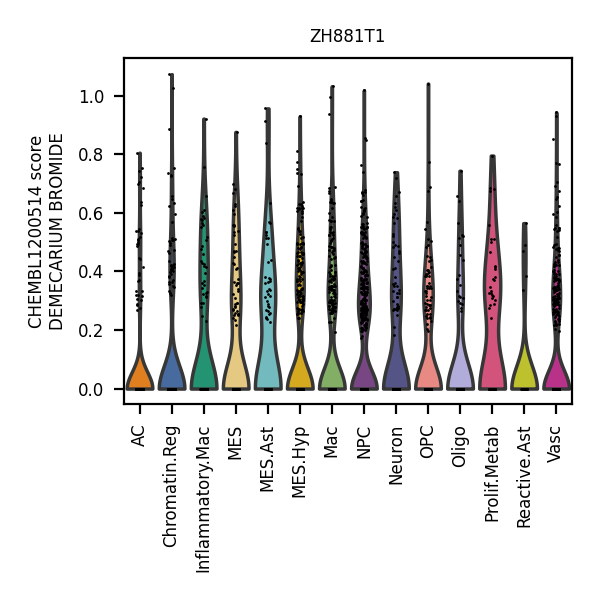 ZH881T1
CHEMBL1200514 score
DEMECARIUM BROMIDE
1.0
0.8
0.6
0.4
0.2
0.0
AC
Chromatin.Reg
Inflammatory.Mac
MES
MES.Ast
MES.Hyp
Mac
NPC
Neuron
OPC
Oligo
Prolif.Metab
Reactive.Ast
Vasc